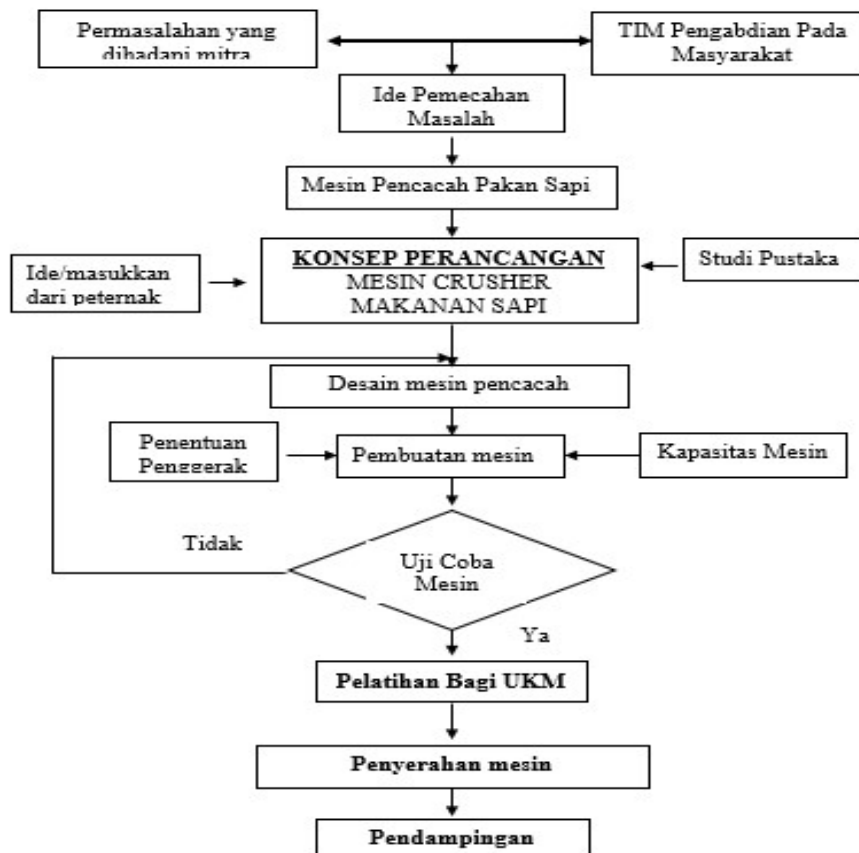 Permasalahan yang
dihadapi mitra
TIM Pengabdian Pada
Masyarakat
Ide Pemecahan
Masalah
Mesin Pencacah Pakan Sapi
KONSEP PERANCANGAN
MESIN CRUSHER
MAKANAN SAPI
Ide/masukkan
dari peternak
Studi Pustaka
Desain mesin pencacah
Penentuan
Penggerak
Pembuatan mesin
Kapasitas Mesin
Tidak
Uji Coba
Mesin
Ya
Pelatihan Bagi UKM
Penyerahan mesin
Pendampingan